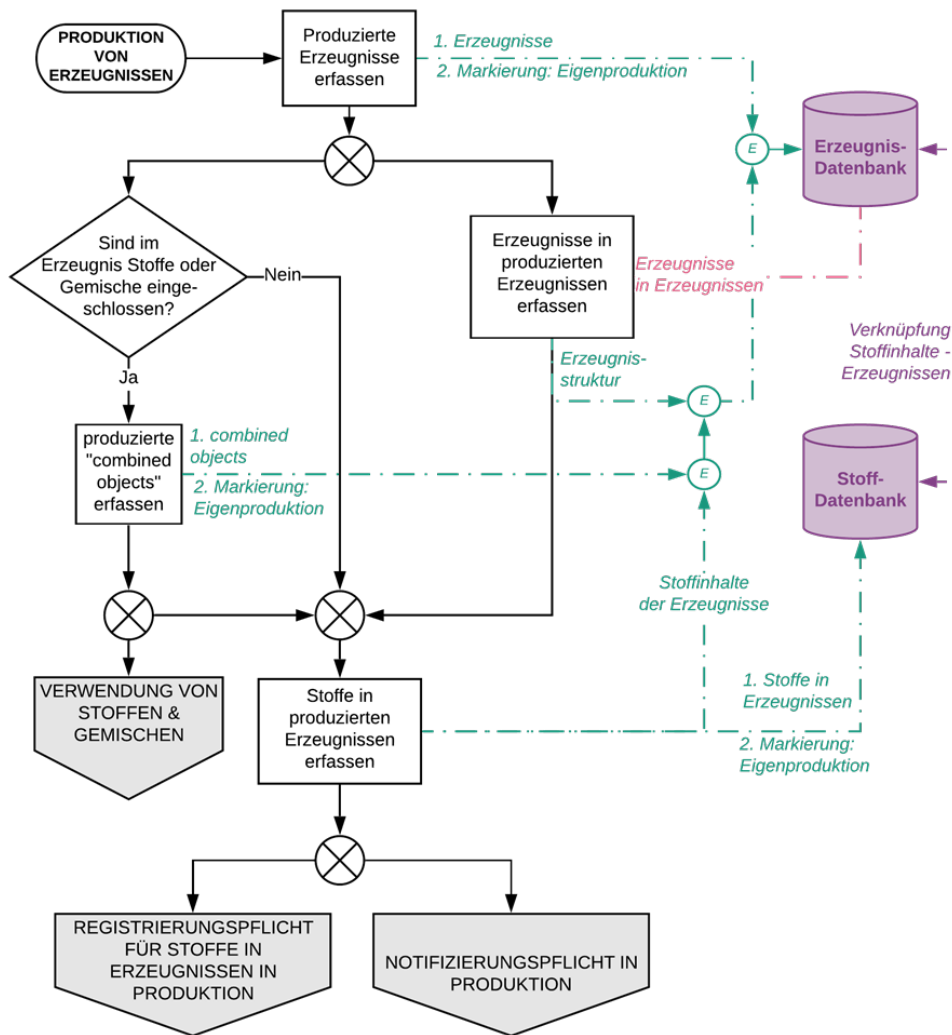 PRODUKTION
VON
ERZEUGNISSEN
Produzierte
Erzeugnisse
erfassen
1. Erzeugnisse
2. Markierung: Eigenproduktion
E
Erzeugnis-
Datenbank
Sind im
Erzeugnis Stoffe oder
Gemische einge-
schlossen?
Nein
Ja
Erzeugnisse in
produzierten
Erzeugnissen
erfassen
Erzeugnisse
in Erzeugnissen
Verknüpfung
Stoffinhalte -
Erzeugnissen
Erzeugnis-
struktur
E
produzierte
"combined
objects"
erfassen
1. combined
objects
2. Markierung:
Eigenproduktion
E
Stoff-
Datenbank
Stoffinhalte
der Erzeugnisse
VERWENDUNG VON
STOFFEN &
GEMISCHEN
Stoffe in
produzierten
Erzeugnissen
erfassen
1. Stoffe in
Erzeugnissen
2. Markierung:
Eigenproduktion
REGISTRIERUNGSPFLICHT
FÜR STOFFE IN
ERZEUGNISSEN IN
PRODUKTION
NOTIFIZIERUNGSPFLICHT IN
PRODUKTION